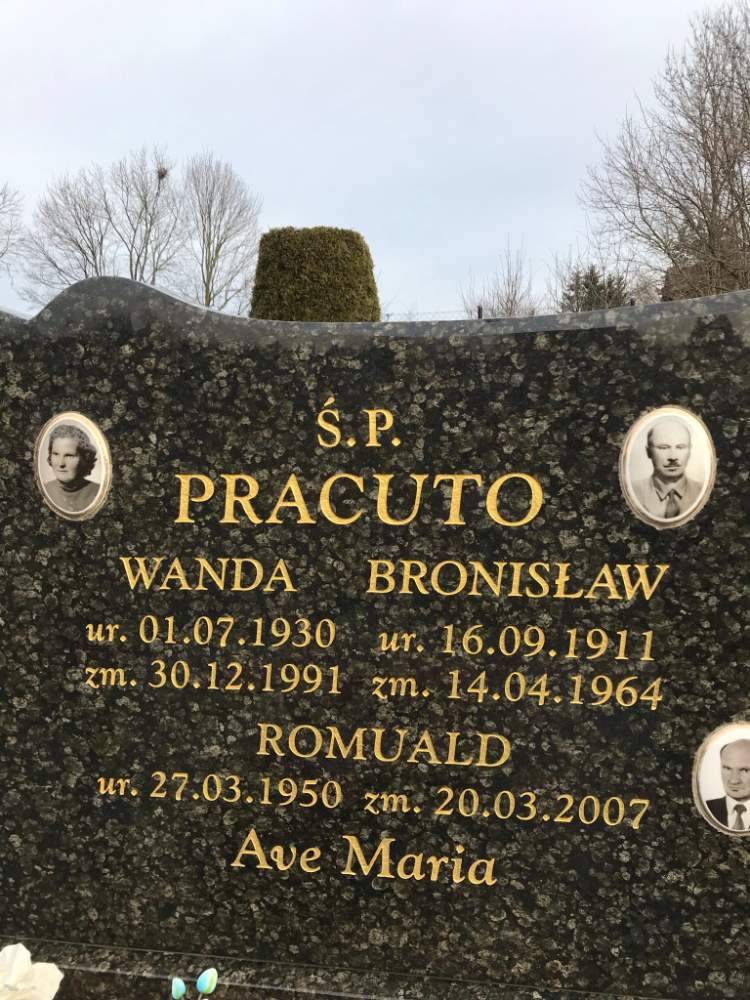 Ś.P.
PRACUTO
WANDA BRONISŁAW
ur. 01.07.1930 ur. 16.09.1911
zm. 30.12.1991 zm. 14.04.1964
ROMUALD
ur. 27.03.1950 zm. 20.03.2007
Ave Maria